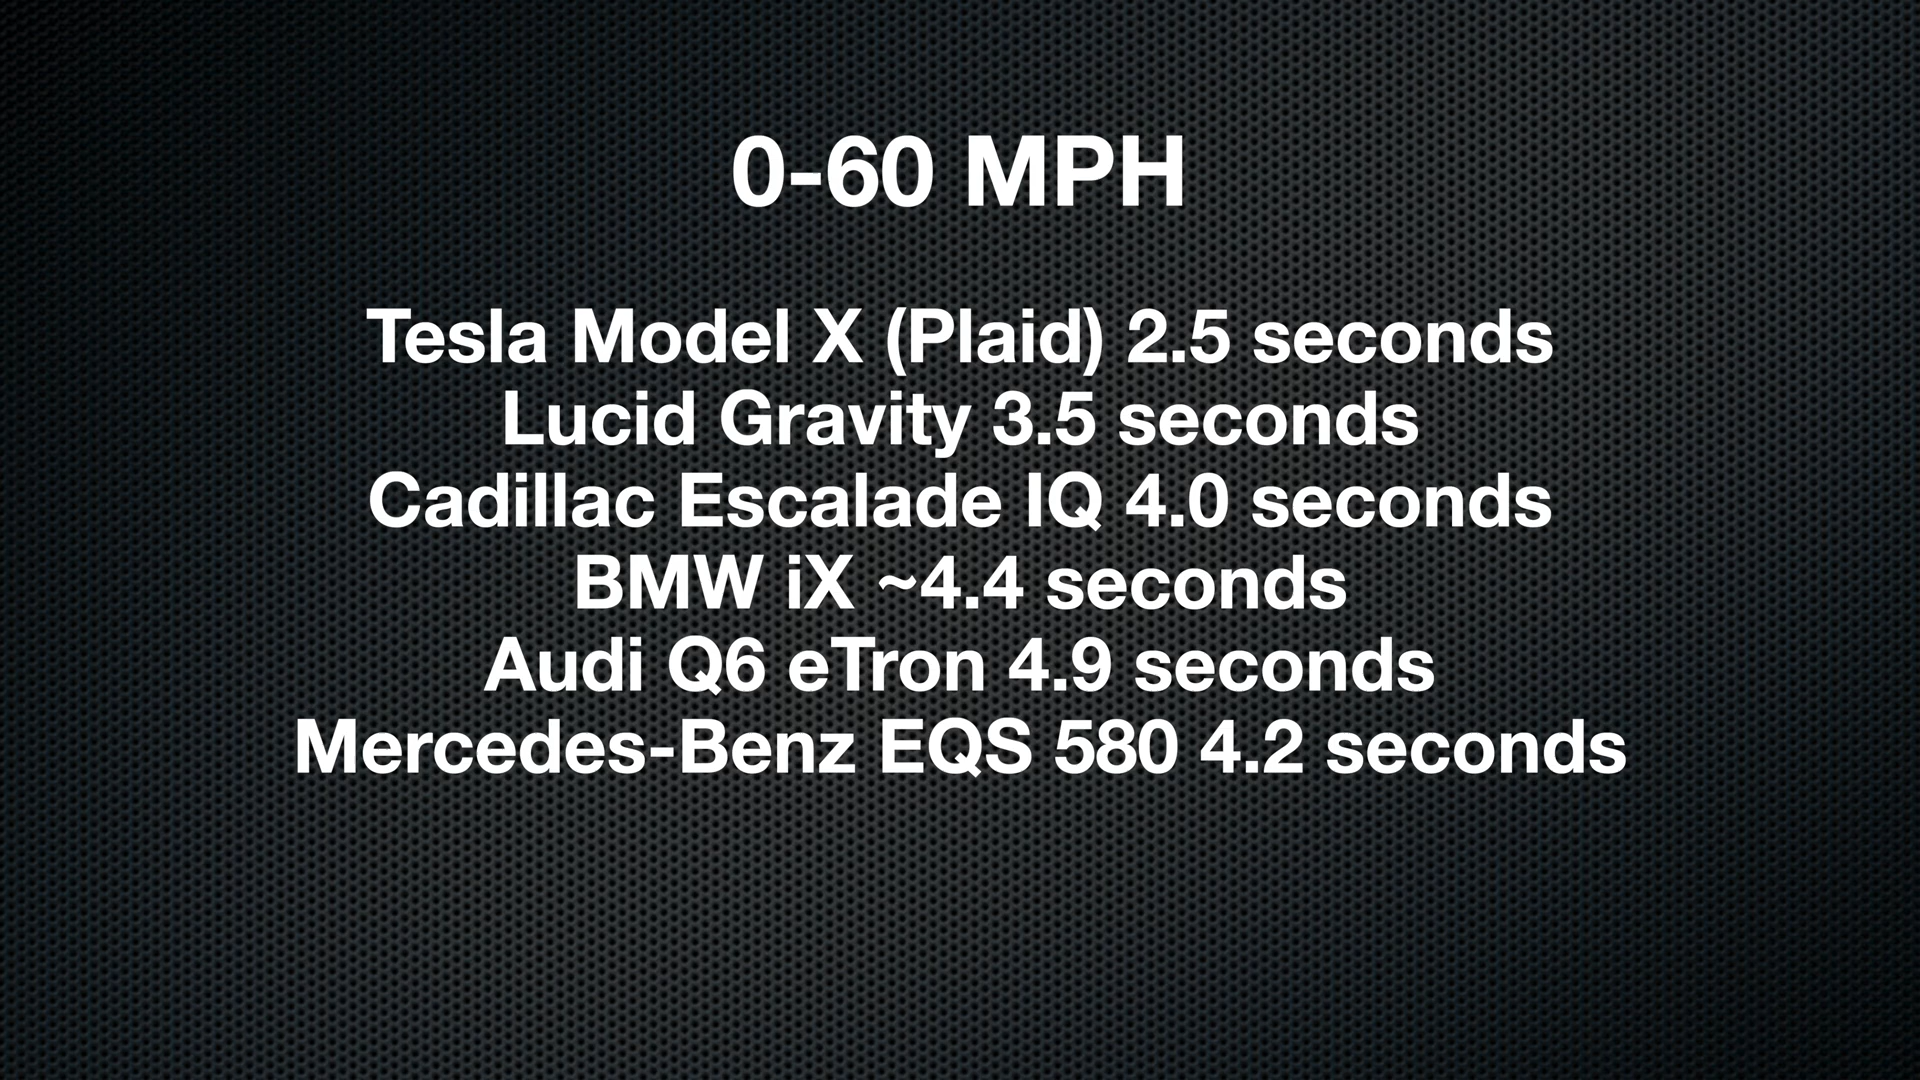 0-60 MPH
Tesla Model X (Plaid) 2.5 seconds
Lucid Gravity 3.5 seconds
Cadillac Escalade IQ 4.0 seconds
BMW iX ~4.4 seconds
Audi Q6 eTron 4.9 seconds
Mercedes-Benz EQS 580 4.2 seconds